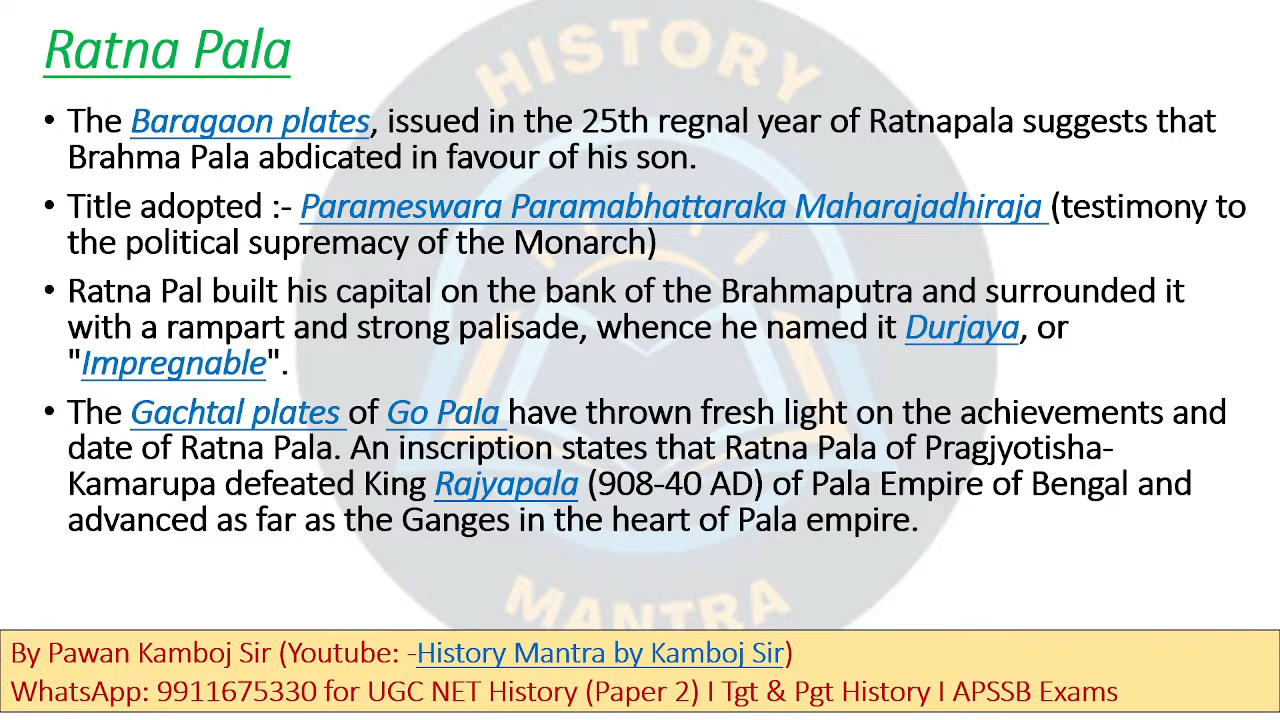 HISTORY
Ratna Pala
• The Baragaon plates, issued in the 25th regnal year of Ratnapala suggests that
Brahma Pala abdicated in favour of his son.
• Title adopted :- Parameswara Paramabhattaraka Maharajadhiraja (testimony to
the political supremacy of the Monarch)
• Ratna Pal built his capital on the bank of the Brahmaputra and surrounded it
with a rampart and strong palisade, whence he named it Durjaya, or
"Impregnable".
• The Gachtal plates of Go Pala have thrown fresh light on the achievements and
date of Ratna Pala. An inscription states that Ratna Pala of Pragjyotisha-
Kamarupa defeated King Rajyapala (908-40 AD) of Pala Empire of Bengal and
advanced as far as the Ganges in the heart of Pala empire.
MANTRA
By Pawan Kamboj Sir (Youtube: -History Mantra by Kamboj Sir)
WhatsApp: 9911675330 for UGC NET History (Paper 2) I Tgt & Pgt History I APSSB Exams